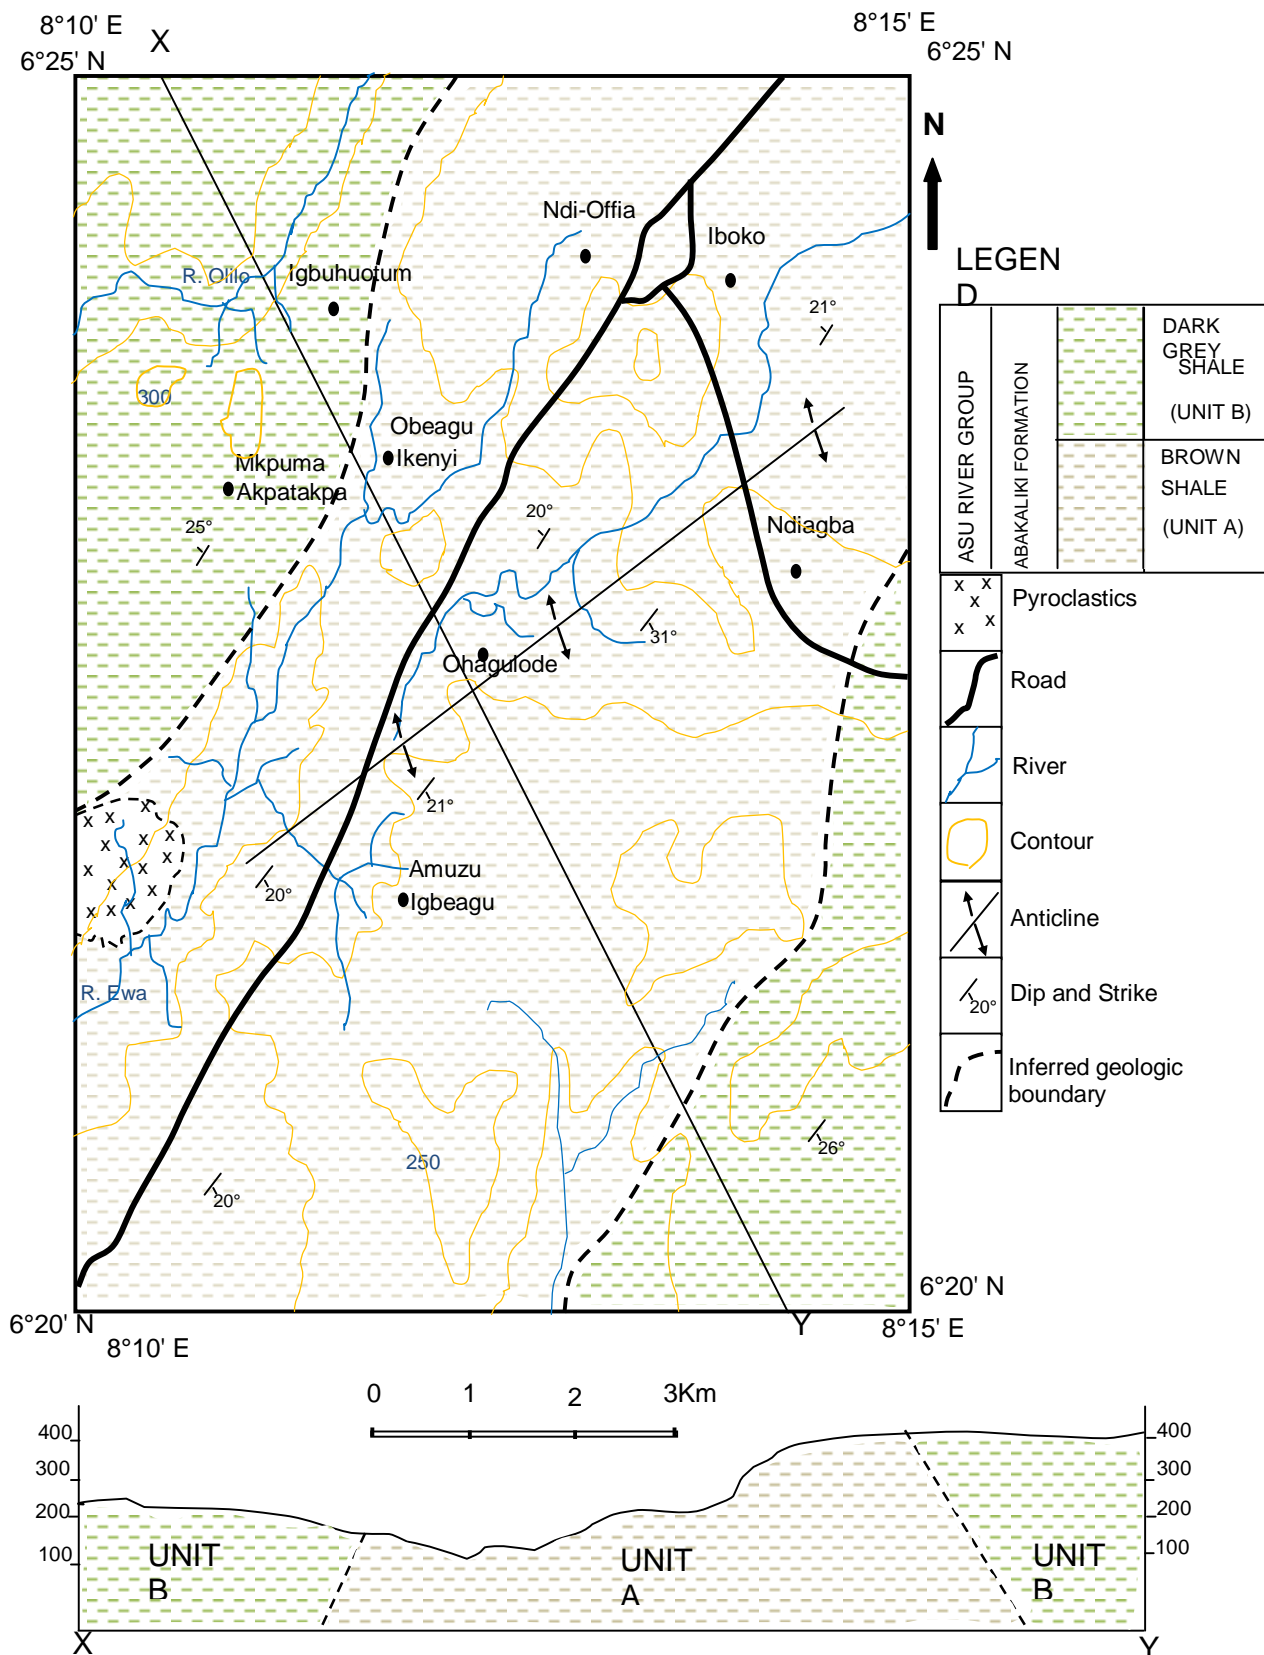 8°10' E
8°15' E
X
6°25' N
6°25' N
N
Ndi-Offia
Iboko
R. Olilo
Igbuhuotum
21°
300
Obeagu
Ikenyi
Mkpuma
Akpatakpa
25°
20°
Ndiagba
31°
Ohagulode
21°
Amuzu
Igbeagu
20°
R. Ewa
250
26°
20°
6°20' N
6°20' N
8°10' E
Y
8°15' E
LEGEN
D
ASU RIVER GROUP
ABAKALIKI FORMATION
DARK
GREY
SHALE
(UNIT B)
BROWN
SHALE
(UNIT A)
x x
x
x x
Pyroclastics
Road
River
Contour
Anticline
20°
Dip and Strike
Inferred geologic
boundary
0 1 2 3Km
400
300
200
100
400
300
200
100
UNIT
B
UNIT
A
UNIT
B
X
Y